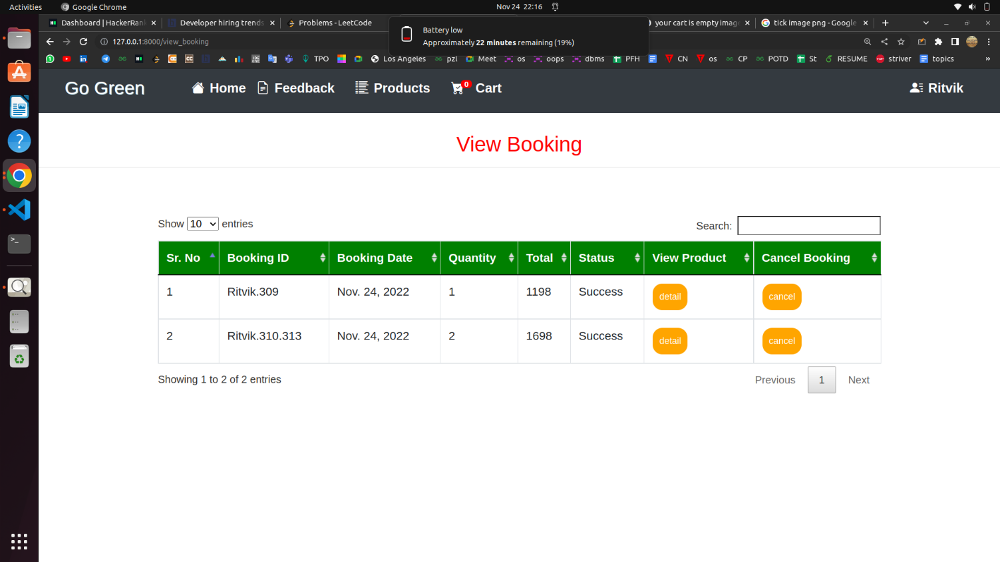 Activities Google Chrome Nov 24 22:16
Dashboard | HackerRank Developer hiring trends Problems - LeetCode your cart is empty image tick image png - Google
Battery low
Approximately 22 minutes remaining (19%)
127.0.0.1:8000/view_booking
TPO Los Angeles pzl Meet os oops dbms PFH CN os CP POTD St RESUME striver topics »
Go Green Home Feedback Products 0 Cart Ritvik
View Booking
Show 10 entries Search:
Sr. No Booking ID Booking Date Quantity Total Status View Product Cancel Booking
1 Ritvik.309 Nov. 24, 2022 1 1198 Success detail cancel
2 Ritvik.310.313 Nov. 24, 2022 2 1698 Success detail cancel
Showing 1 to 2 of 2 entries Previous 1 Next